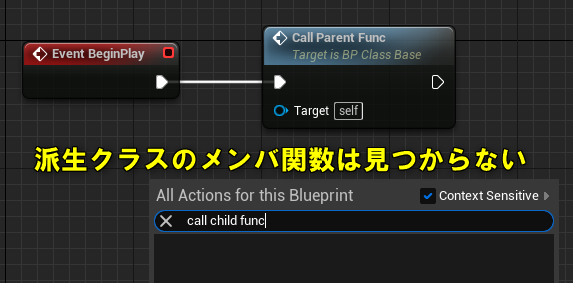 Event BeginPlay
Call Parent Func
Target is BP Class Base
Target self
派生クラスのメンバ関数は見つからない
All Actions for this Blueprint
Context Sensitive
call child func